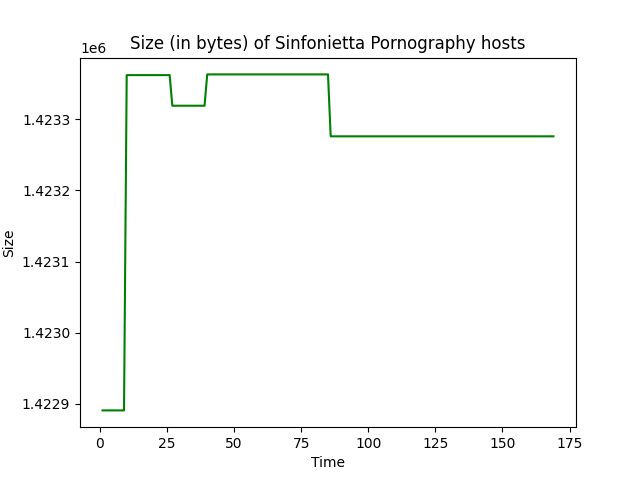 Size (in bytes) of Sinfonietta Pornography hosts
1e6
1.4233
1.4232
1.4231
1.4230
1.4229
Size
0 25 50 75 100 125 150 175
Time